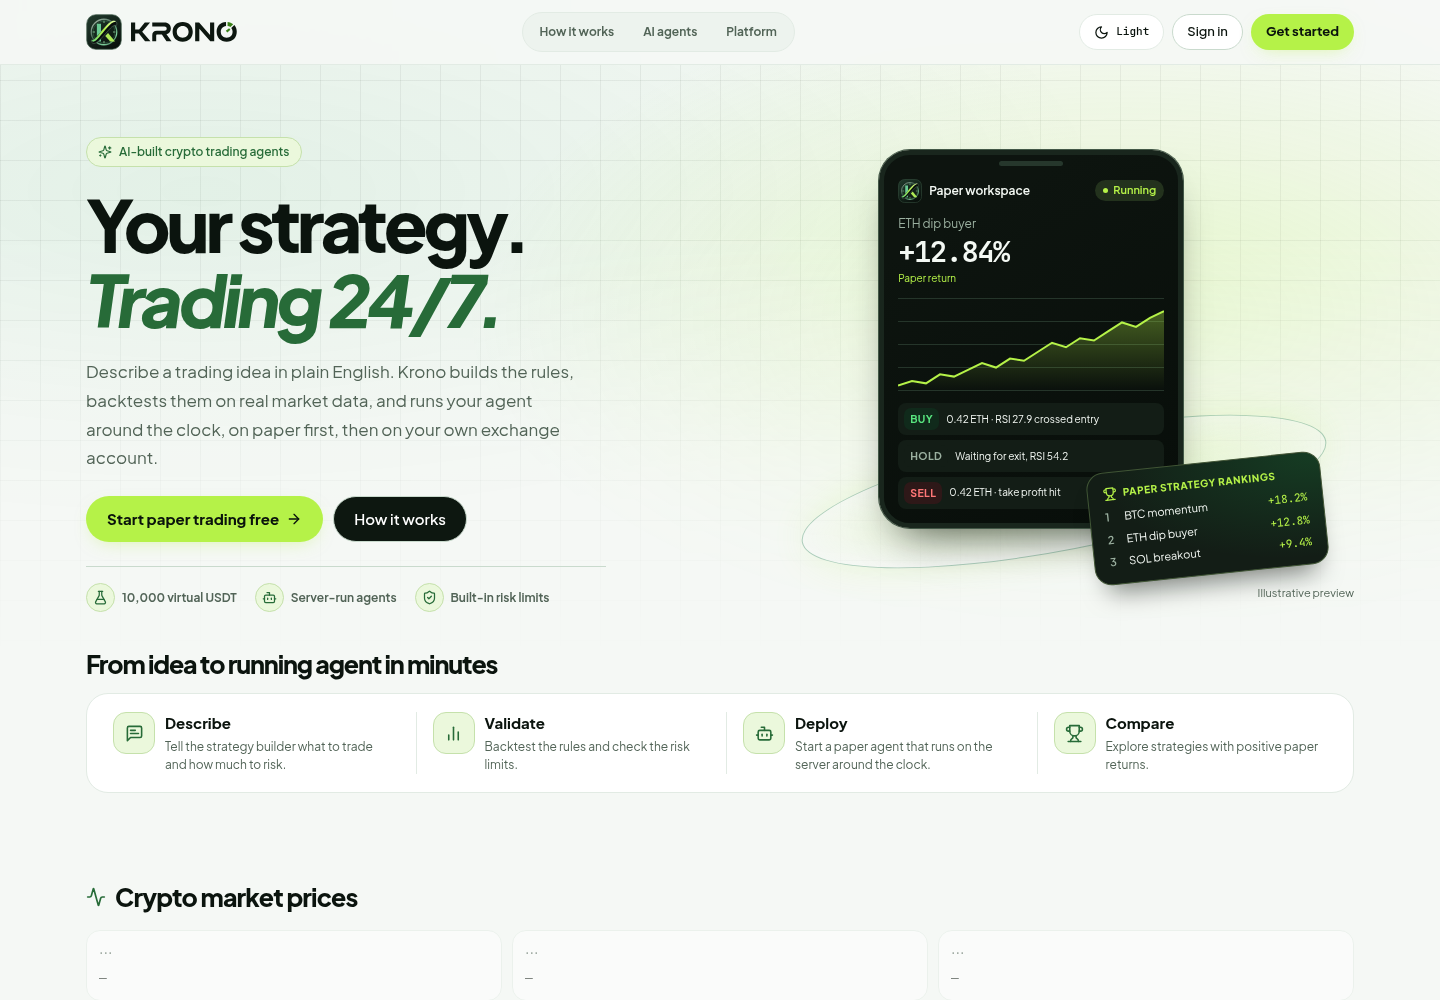 KRONO
How it works
AI agents
Platform
Light
Sign in
Get started
AI-built crypto trading agents
Your strategy.
Trading 24/7.
Describe a trading idea in plain English. Krono builds the rules,
backtests them on real market data, and runs your agent
around the clock, on paper first, then on your own exchange
account.
Start paper trading free
How it works
10,000 virtual USDT
Server-run agents
Built-in risk limits
Paper workspace
Running
ETH dip buyer
+12.84%
Paper return
BUY 0.42 ETH · RSI 27.9 crossed entry
HOLD Waiting for exit, RSI 54.2
SELL 0.42 ETH · take profit hit
PAPER STRATEGY RANKINGS
1 BTC momentum +18.2%
2 ETH dip buyer +12.8%
3 SOL breakout +9.4%
Illustrative preview
From idea to running agent in minutes
Describe
Tell the strategy builder what to trade
and how much to risk.
Validate
Backtest the rules and check the risk
limits.
Deploy
Start a paper agent that runs on the
server around the clock.
Compare
Explore strategies with positive paper
returns.
Crypto market prices
...
—
...
—
...
—